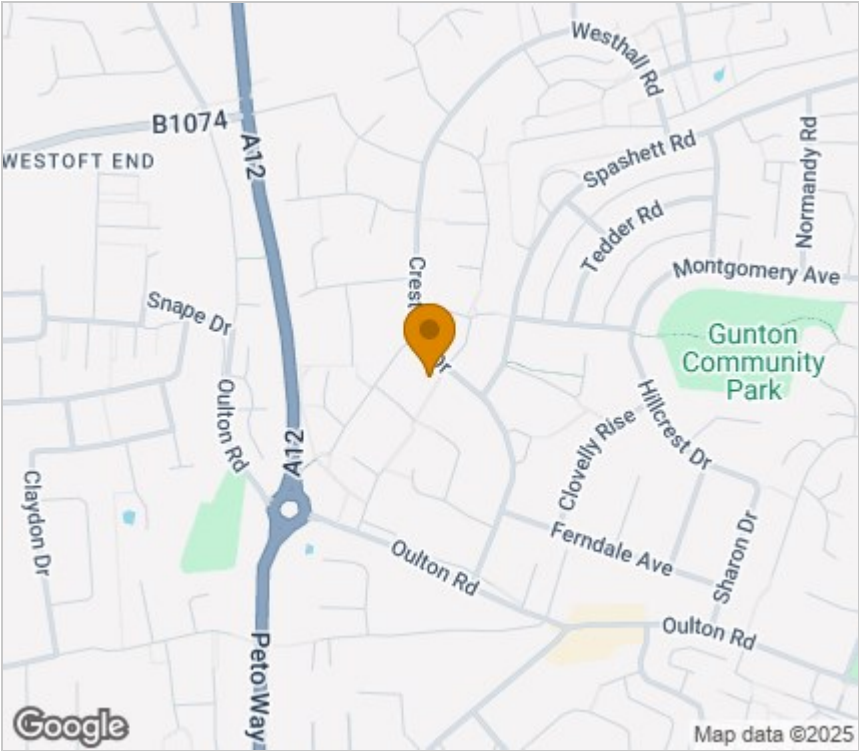 Westhall Rd
B1074
A12
WESTOFT END
Spashett Rd
Normandy Rd
Tedder Rd
Montgomery Ave
Crest
Snape Dr
Gunton
Community
Park
Dr
Oulton Rd
Hillcrest Dr
A12
Clovelly Rise
Claydon Dr
Ferndale Ave
Sharon Dr
Oulton Rd
Oulton Rd
Peto Way
Google
Map data ©2025